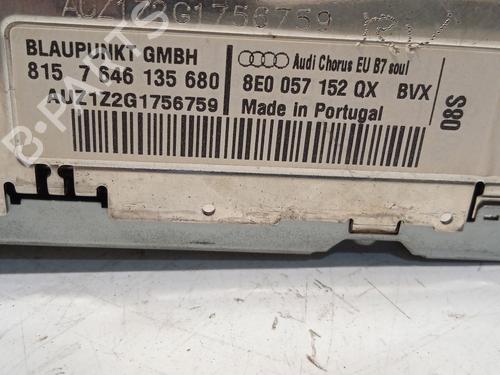 AUZ1Z2G1756759
BLAUPUNKT GMBH
815 7 646 135 680
AUZ1Z2G1756759
Audi Chorus EU B7 soul
8E0 057 152 QX BVX
Made in Portugal
S80
B-PARTS